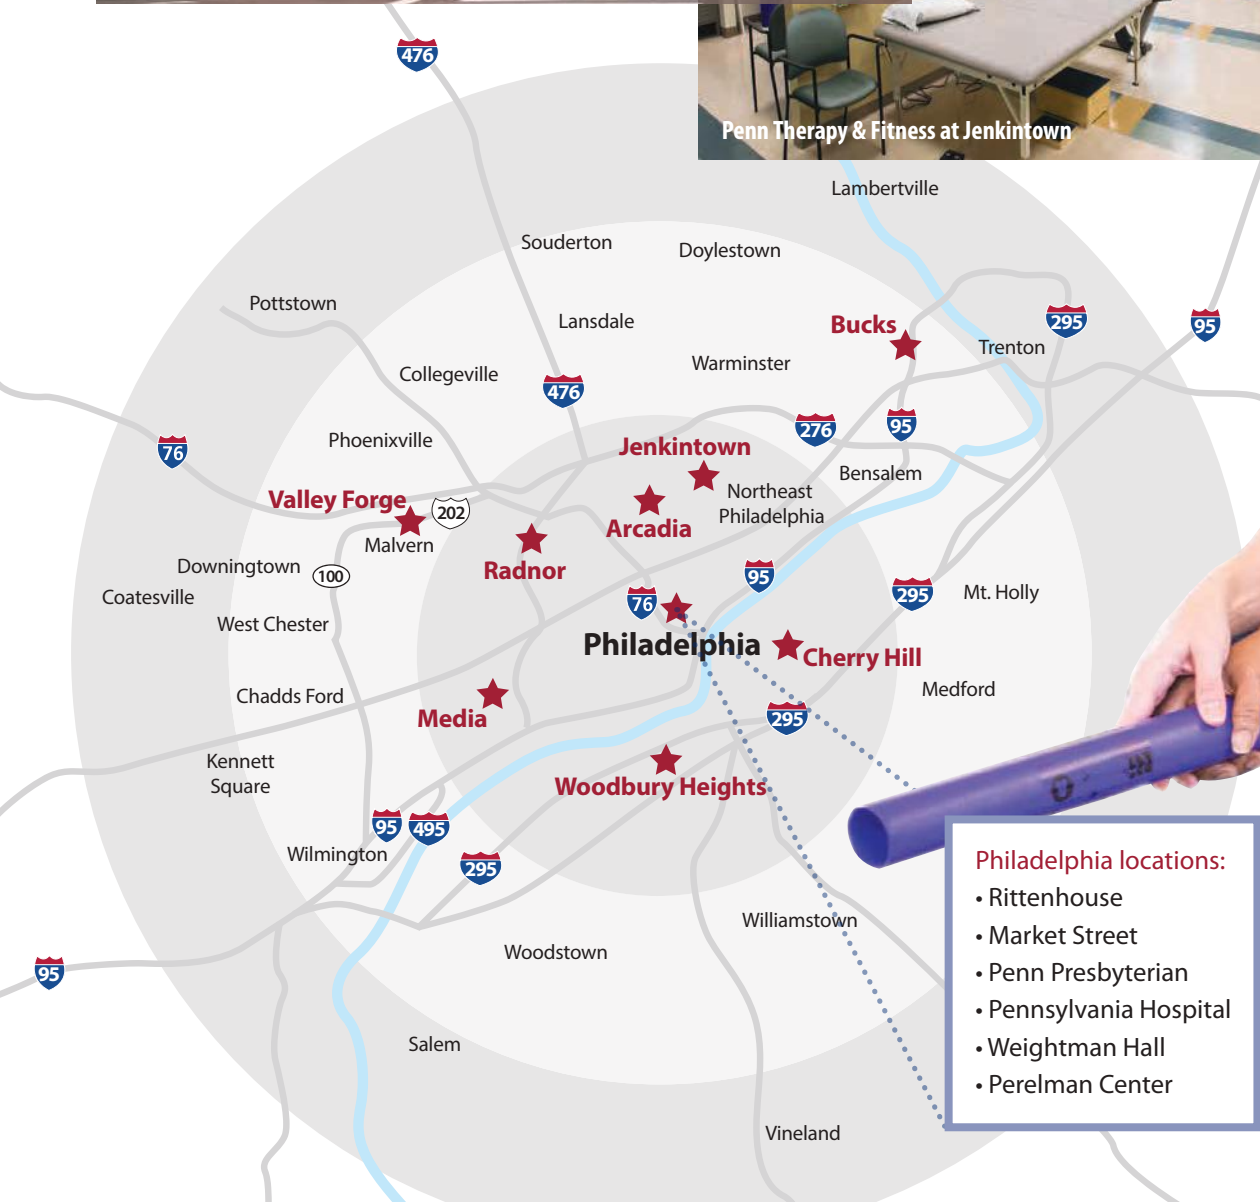 476
Penn Therapy & Fitness at Jenkintown
Lambertville
Souderton
Doylestown
Pottstown
Lansdale
Bucks
295
95
Trenton
Warminster
Collegeville
476
276
95
Phoenixville
Jenkintown
76
Bensalem
Valley Forge
202
Northeast
Philadelphia
Arcadia
Malvern
Radnor
Downingtown
100
95
Coatesville
76
295
Mt. Holly
West Chester
Philadelphia
Cherry Hill
Chadds Ford
Medford
Media
295
Kennett
Square
Woodbury Heights
95
495
Wilmington
295
Philadelphia locations:
• Rittenhouse
• Market Street
• Penn Presbyterian
• Pennsylvania Hospital
• Weightman Hall
• Perelman Center
Williamstown
Woodstown
95
Salem
Vineland